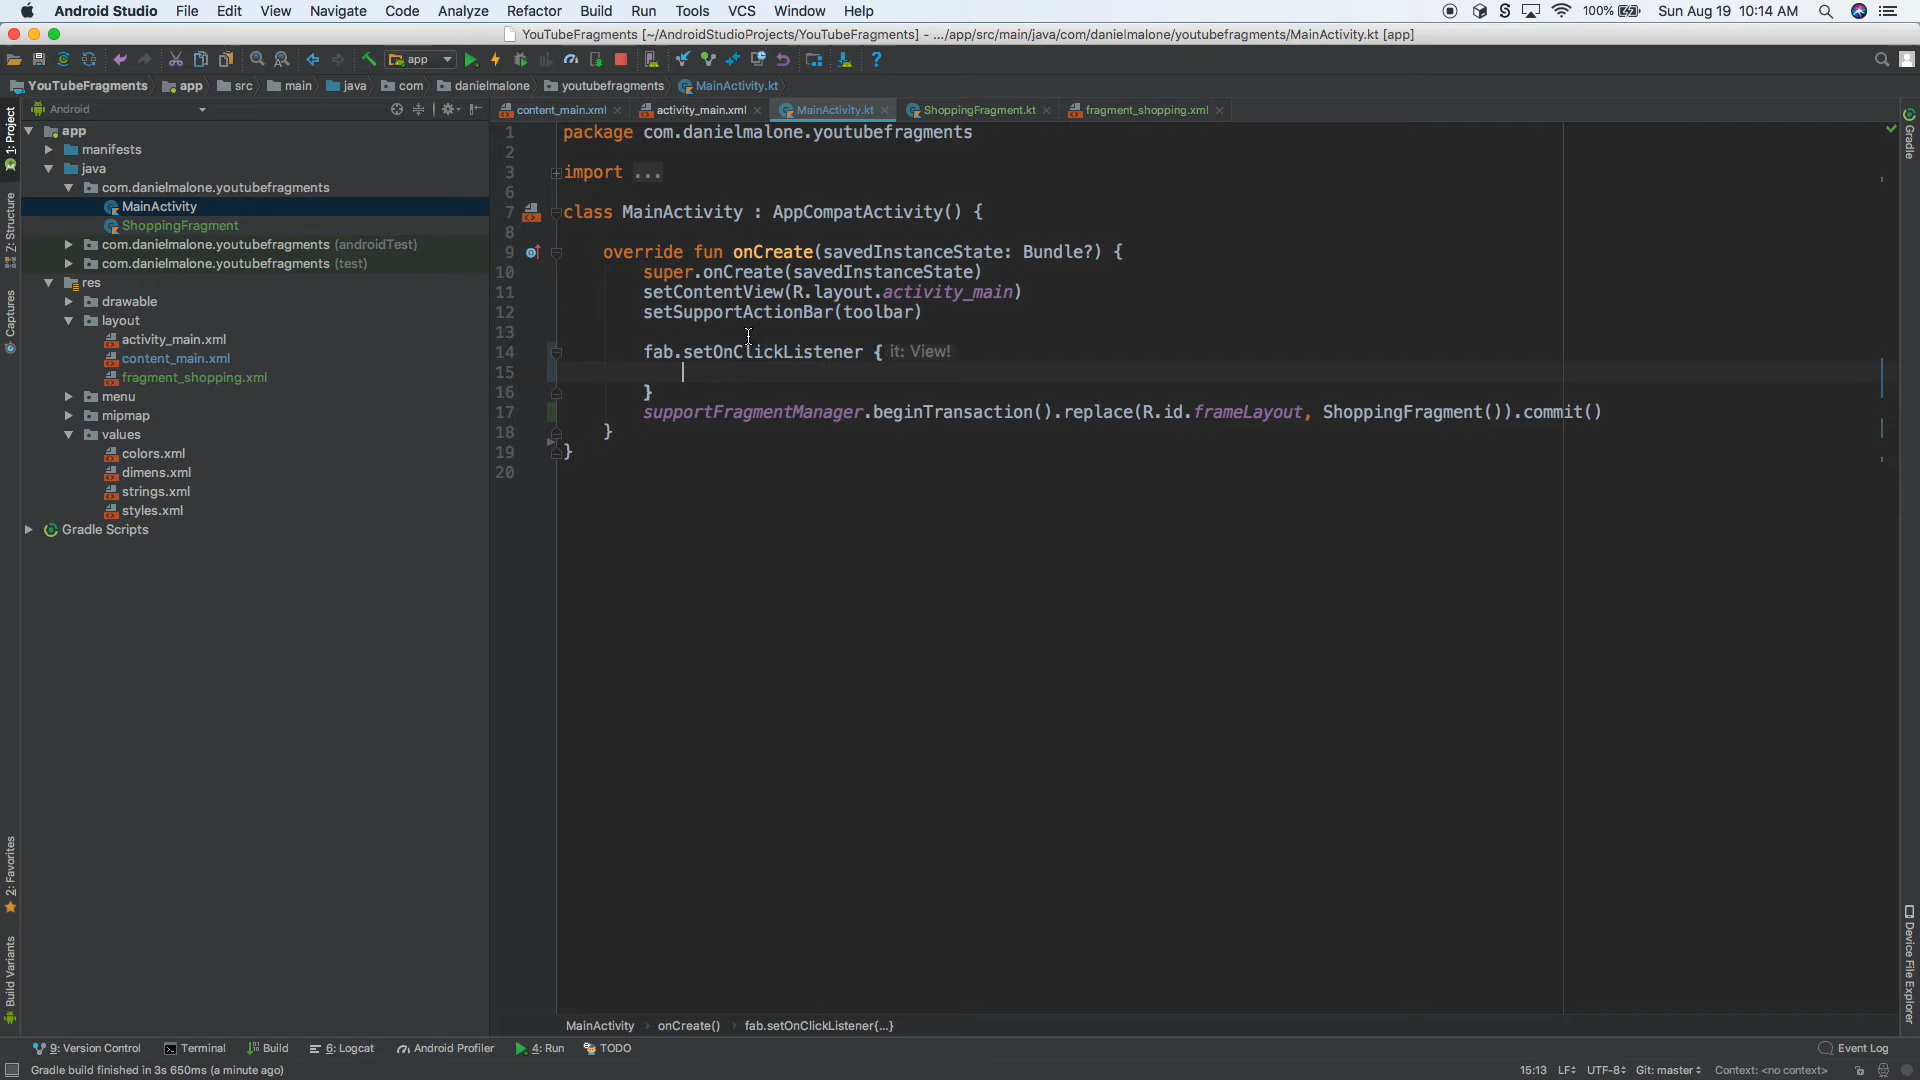 Android Studio File Edit View Navigate Code Analyze Refactor Build Run Tools VCS Window Help 100% Sun Aug 19 10:14 AM
YouTubeFragments [~/AndroidStudioProjects/YouTubeFragments] - .../app/src/main/java/com/danielmalone/youtubefragments/MainActivity.kt [app]
app
YouTubeFragments app src main java com danielmalone youtubefragments MainActivity.kt
Android
content_main.xml activity_main.xml MainActivity.kt ShoppingFragment.kt fragment_shopping.xml
app
manifests
java
com.danielmalone.youtubefragments
MainActivity
ShoppingFragment
com.danielmalone.youtubefragments (androidTest)
com.danielmalone.youtubefragments (test)
res
drawable
layout
activity_main.xml
content_main.xml
fragment_shopping.xml
menu
mipmap
values
colors.xml
dimens.xml
strings.xml
styles.xml
Gradle Scripts
1: Project
7: Structure
Captures
2: Favorites
Build Variants
1 package com.danielmalone.youtubefragments
2
3 import ...
6
7 class MainActivity : AppCompatActivity() {
8
9 override fun onCreate(savedInstanceState: Bundle?) {
10 super.onCreate(savedInstanceState)
11 setContentView(R.layout.activity_main)
12 setSupportActionBar(toolbar)
13
14 fab.setOnClickListener { it: View!
15
16 }
17 supportFragmentManager.beginTransaction().replace(R.id.frameLayout, ShoppingFragment()).commit()
18 }
19 }
20
Gradle
Device File Explorer
MainActivity › onCreate() › fab.setOnClickListener{...}
9: Version Control Terminal Build 6: Logcat Android Profiler 4: Run TODO Event Log
Gradle build finished in 3s 650ms (a minute ago) 15:13 LF UTF-8 Git: master Context: <no context>